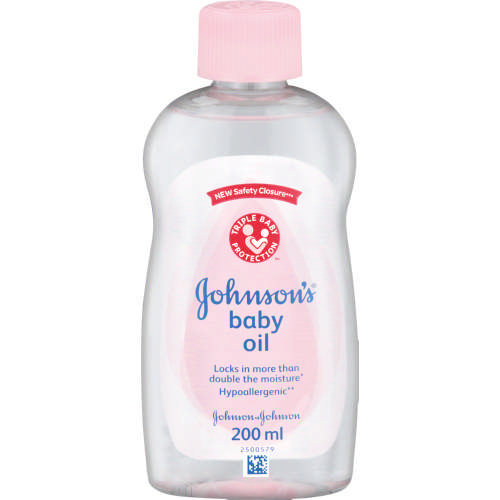 NEW Safety Closure***
TRIPLE BABY
PROTECTION™
Johnson's®
baby
oil
Locks in more than
double the moisture*
Hypoallergenic**
Johnson & Johnson
200 ml
2500579